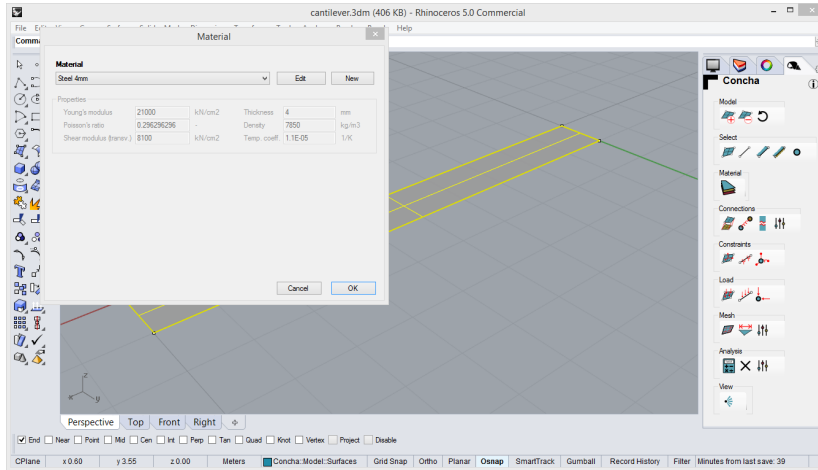 cantilever.3dm (406 KB) - Rhinoceros 5.0 Commercial
File
Help
Material
Concha
Material
Steel 4mm
Edit
New
Properties
Young's modulus 21000 kN/cm2 Thickness 4 mm
Poisson's ratio 0.296296296 - Density 7850 kg/m3
Shear modulus (transv.) 8100 kN/cm2 Temp. coeff. 1.1E-05 1/K
Cancel
OK
Model
Select
Material
Connections
Constraints
Load
Mesh
Analysis
View
z
x
y
Perspective Top Front Right
End Near Point Mid Cen Int Perp Tan Quad Knot Vertex Project Disable
CPlane x 0.60 y 3.55 z 0.00 Meters Concha::Model::Surfaces Grid Snap Ortho Planar Osnap SmartTrack Gumball Record History Filter Minutes from last save: 39